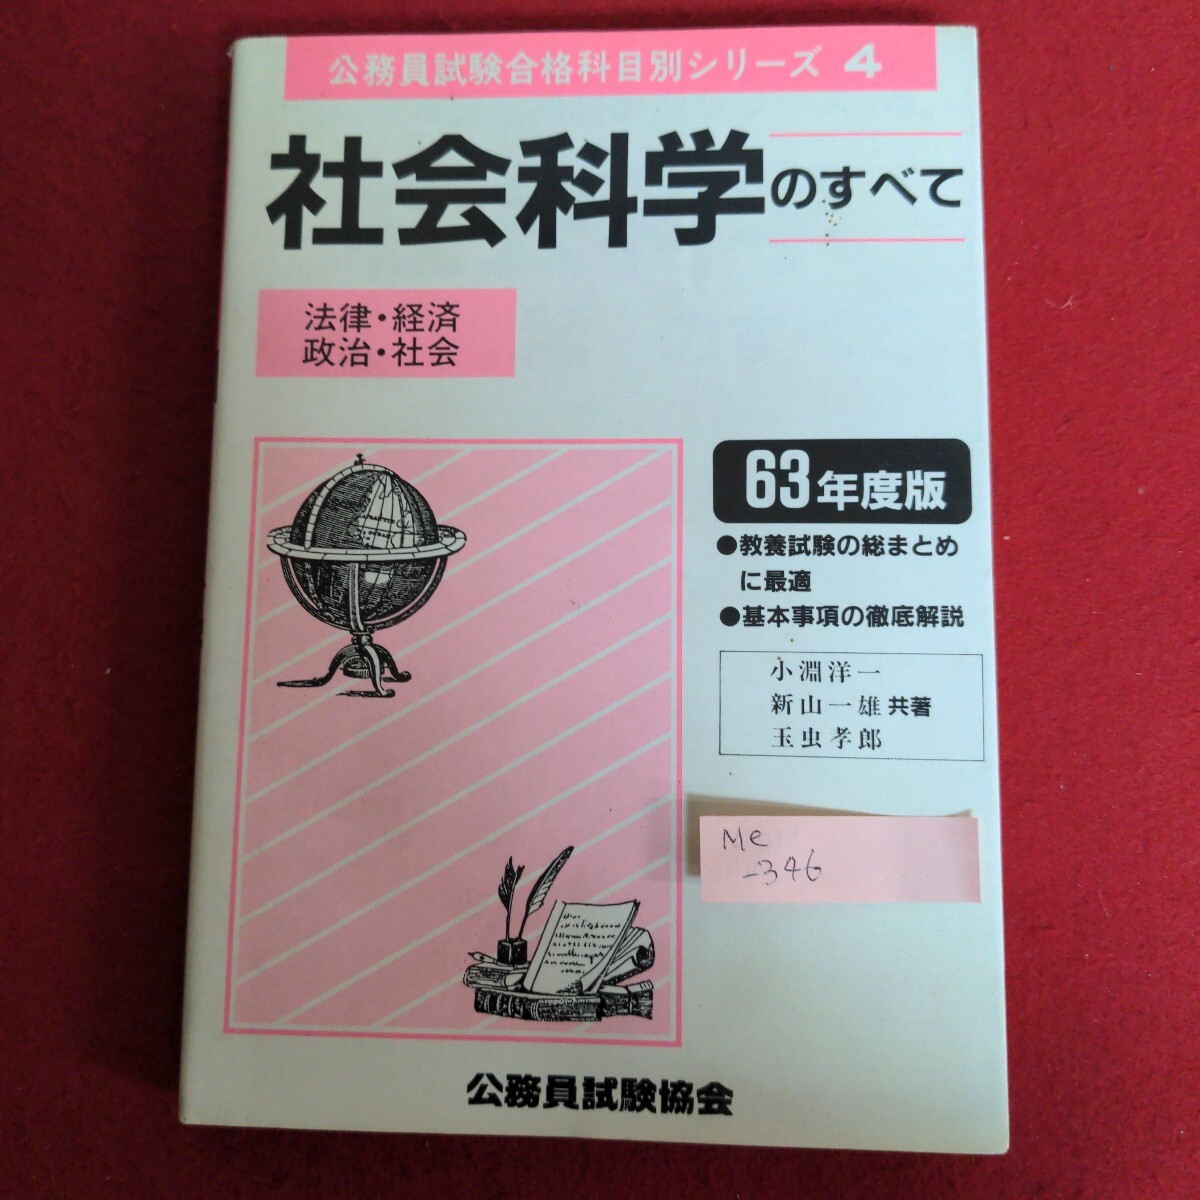 公務員試験合格科目別シリーズ 4
社会科学のすべて
法律・経済
政治・社会
63年度版
●教養試験の総まとめ
に最適
●基本事項の徹底解説
小淵洋一
新山一雄 共著
玉虫孝郎
Me
-346
公務員試験協会